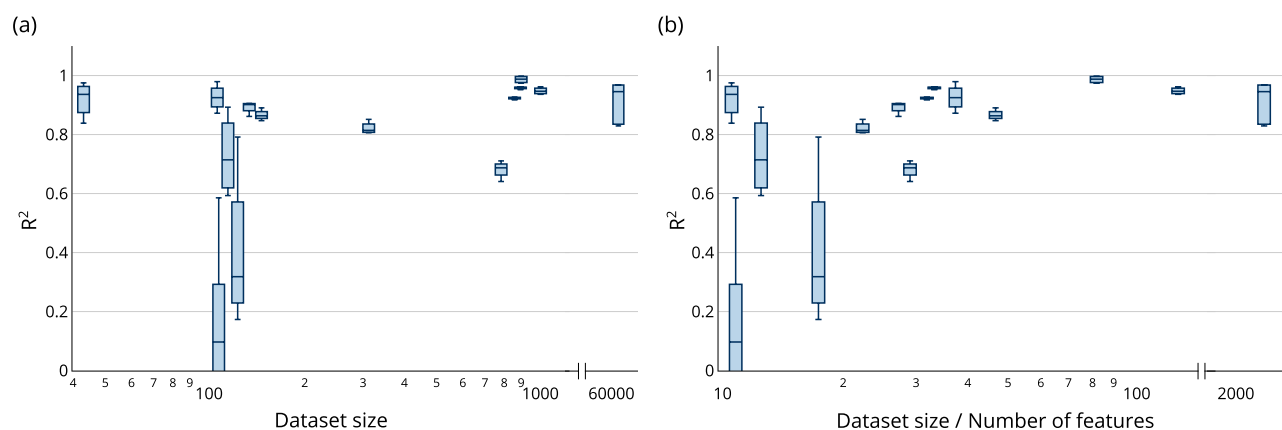 (a)
1
0.8
0.6
0.4
0.2
0
R²
4 5 6 7 8 9 100 2 3 4 5 6 7 8 9 1000 60000
Dataset size
(b)
1
0.8
0.6
0.4
0.2
0
R²
10 2 3 4 5 6 7 8 9 100 2000
Dataset size / Number of features